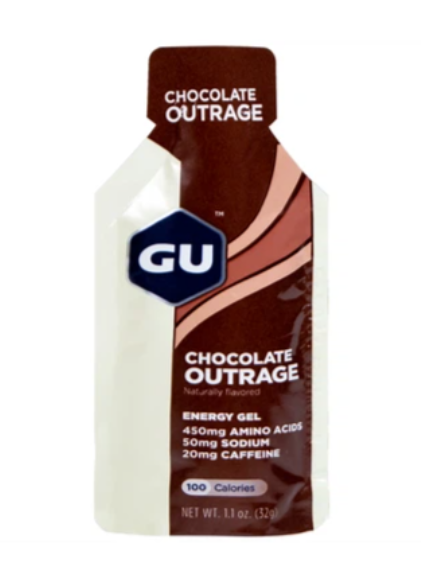 CHOCOLATE
OUTRAGE
™
GU
CHOCOLATE
OUTRAGE
Naturally flavored
ENERGY GEL
450mg AMINO ACIDS
50mg SODIUM
20mg CAFFEINE
100 Calories
NET WT. 1.1 oz. (32g)